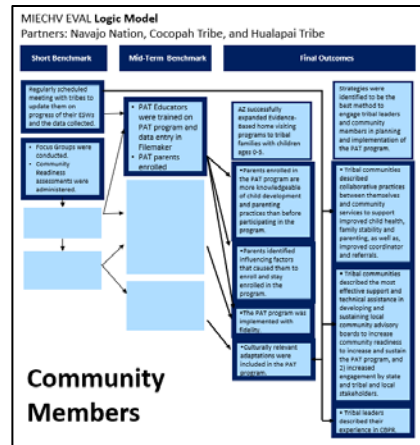 MIECHV EVAL Logic Model
Partners: Navajo Nation, Cocopah Tribe, and Hualapai Tribe
Short Benchmark
Mid-Term Benchmark
Final Outcomes
Regularly scheduled
meeting with tribes to
update them on
progress of their
and the data collected.
• Focus Groups were
conducted.
• Community
Readiness
assessments were
administered.
• PAT Educators
were trained on
PAT program and
data entry in
Filemaker
• PAT parents
enrolled
AZ successfully
expanded Evidence-
Based home visiting
programs to tribal
families with children
ages 0-5.
•Parents enrolled in
the PAT program are
more knowledgeable
of child development
and parenting
practices than before
participating in the
program.
•Parents identified
influencing factors
that caused them to
enroll and stay
enrolled in the
program.
•The PAT program was
implemented with
fidelity.
•Culturally relevant
adaptations were
included in the PAT
program.
Strategies were
identified to be the
best method to
engage tribal leaders
and community
members in planning
and implementation of
the PAT program.
•Tribal communities
described
collaborative practices
between themselves
and community
services to support
improved child health,
family stability and
parenting, as well as,
improved coordinator
and referrals.
•Tribal communities
described the most
effective support and
technical assistance in
developing and
sustaining local
community advisory
boards to increase
community readiness
to increase and sustain
the PAT program, and
2) increased
engagement by state
and tribal and local
stakeholders.
•Tribal leaders
described their
experience in CBPR.
Community
Members